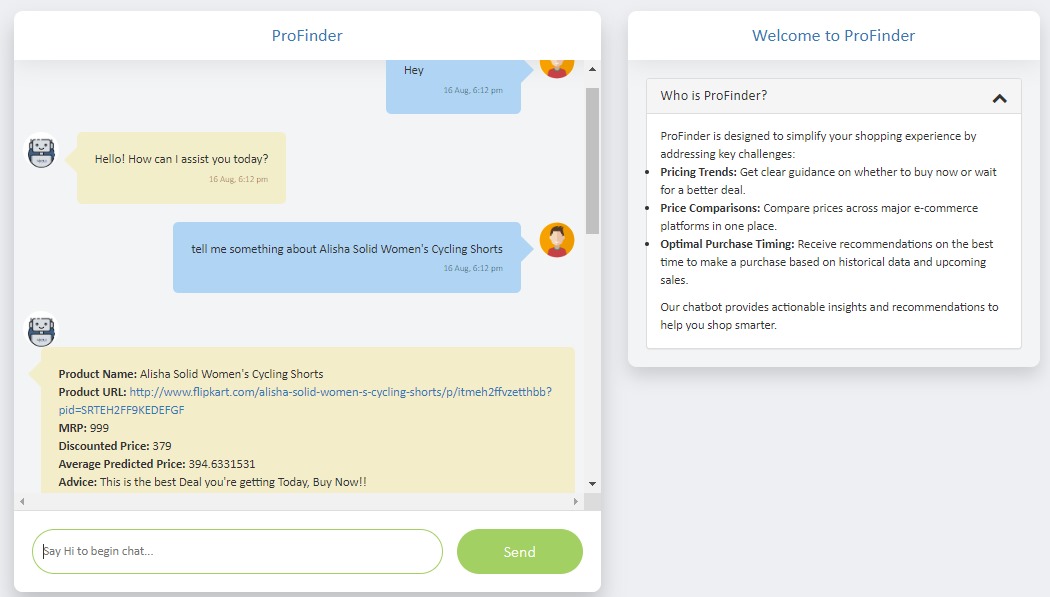 ProFinder
Hey
16 Aug, 6:12 pm
Hello! How can I assist you today?
16 Aug, 6:12 pm
tell me something about Alisha Solid Women's Cycling Shorts
16 Aug, 6:12 pm
Product Name: Alisha Solid Women's Cycling Shorts
Product URL: http://www.flipkart.com/alisha-solid-women-s-cycling-shorts/p/itmeh2ffvzetthbb?
pid=SRTEH2FF9KEDEFGF
MRP: 999
Discounted Price: 379
Average Predicted Price: 394.6331531
Advice: This is the best Deal you're getting Today, Buy Now!!
Say Hi to begin chat...
Send
Welcome to ProFinder
Who is ProFinder?
ProFinder is designed to simplify your shopping experience by
addressing key challenges:
• Pricing Trends: Get clear guidance on whether to buy now or wait
for a better deal.
• Price Comparisons: Compare prices across major e-commerce
platforms in one place.
• Optimal Purchase Timing: Receive recommendations on the best
time to make a purchase based on historical data and upcoming
sales.
Our chatbot provides actionable insights and recommendations to
help you shop smarter.